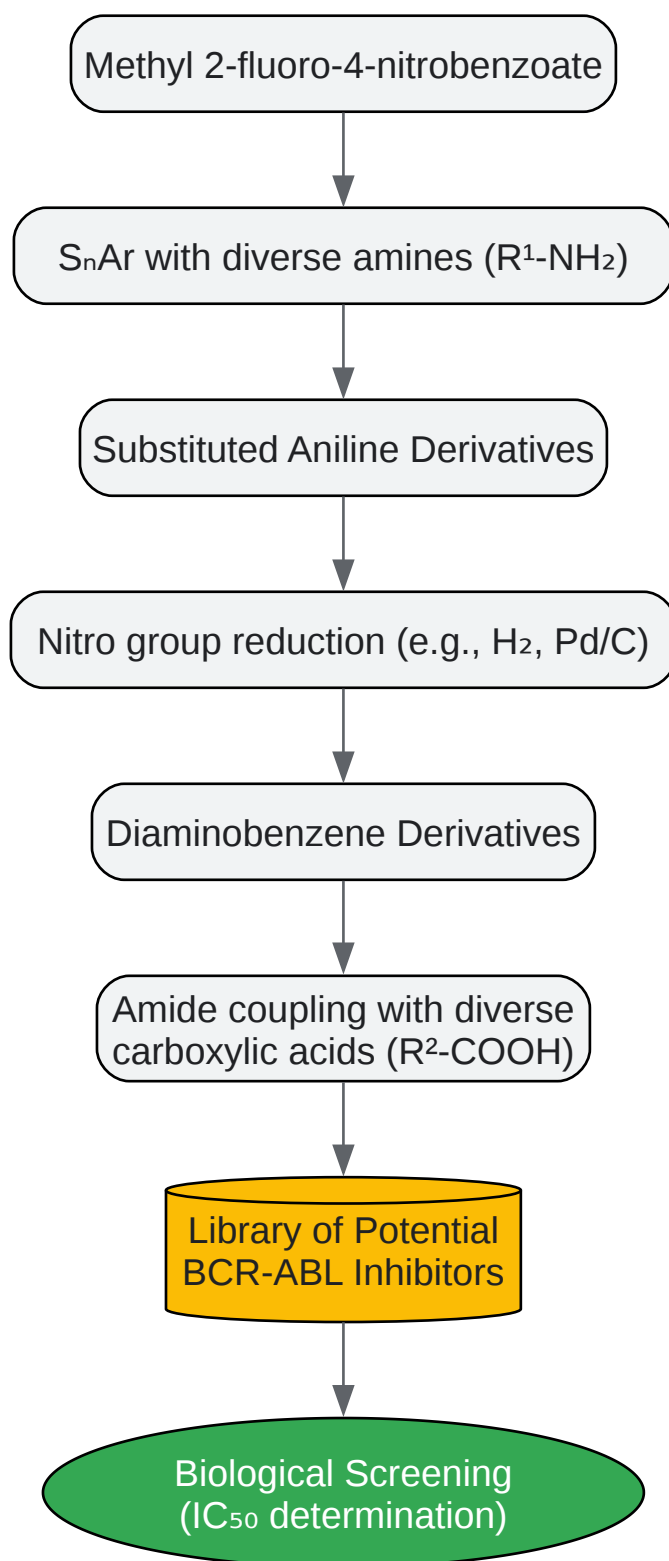 Methyl 2-fluoro-4-nitrobenzoate
SₙAr with diverse amines (R¹-NH₂)
Substituted Aniline Derivatives
Nitro group reduction (e.g., H₂, Pd/C)
Diaminobenzene Derivatives
Amide coupling with diverse
carboxylic acids (R²-COOH)
Library of Potential
BCR-ABL Inhibitors
Biological Screening
(IC₅₀ determination)